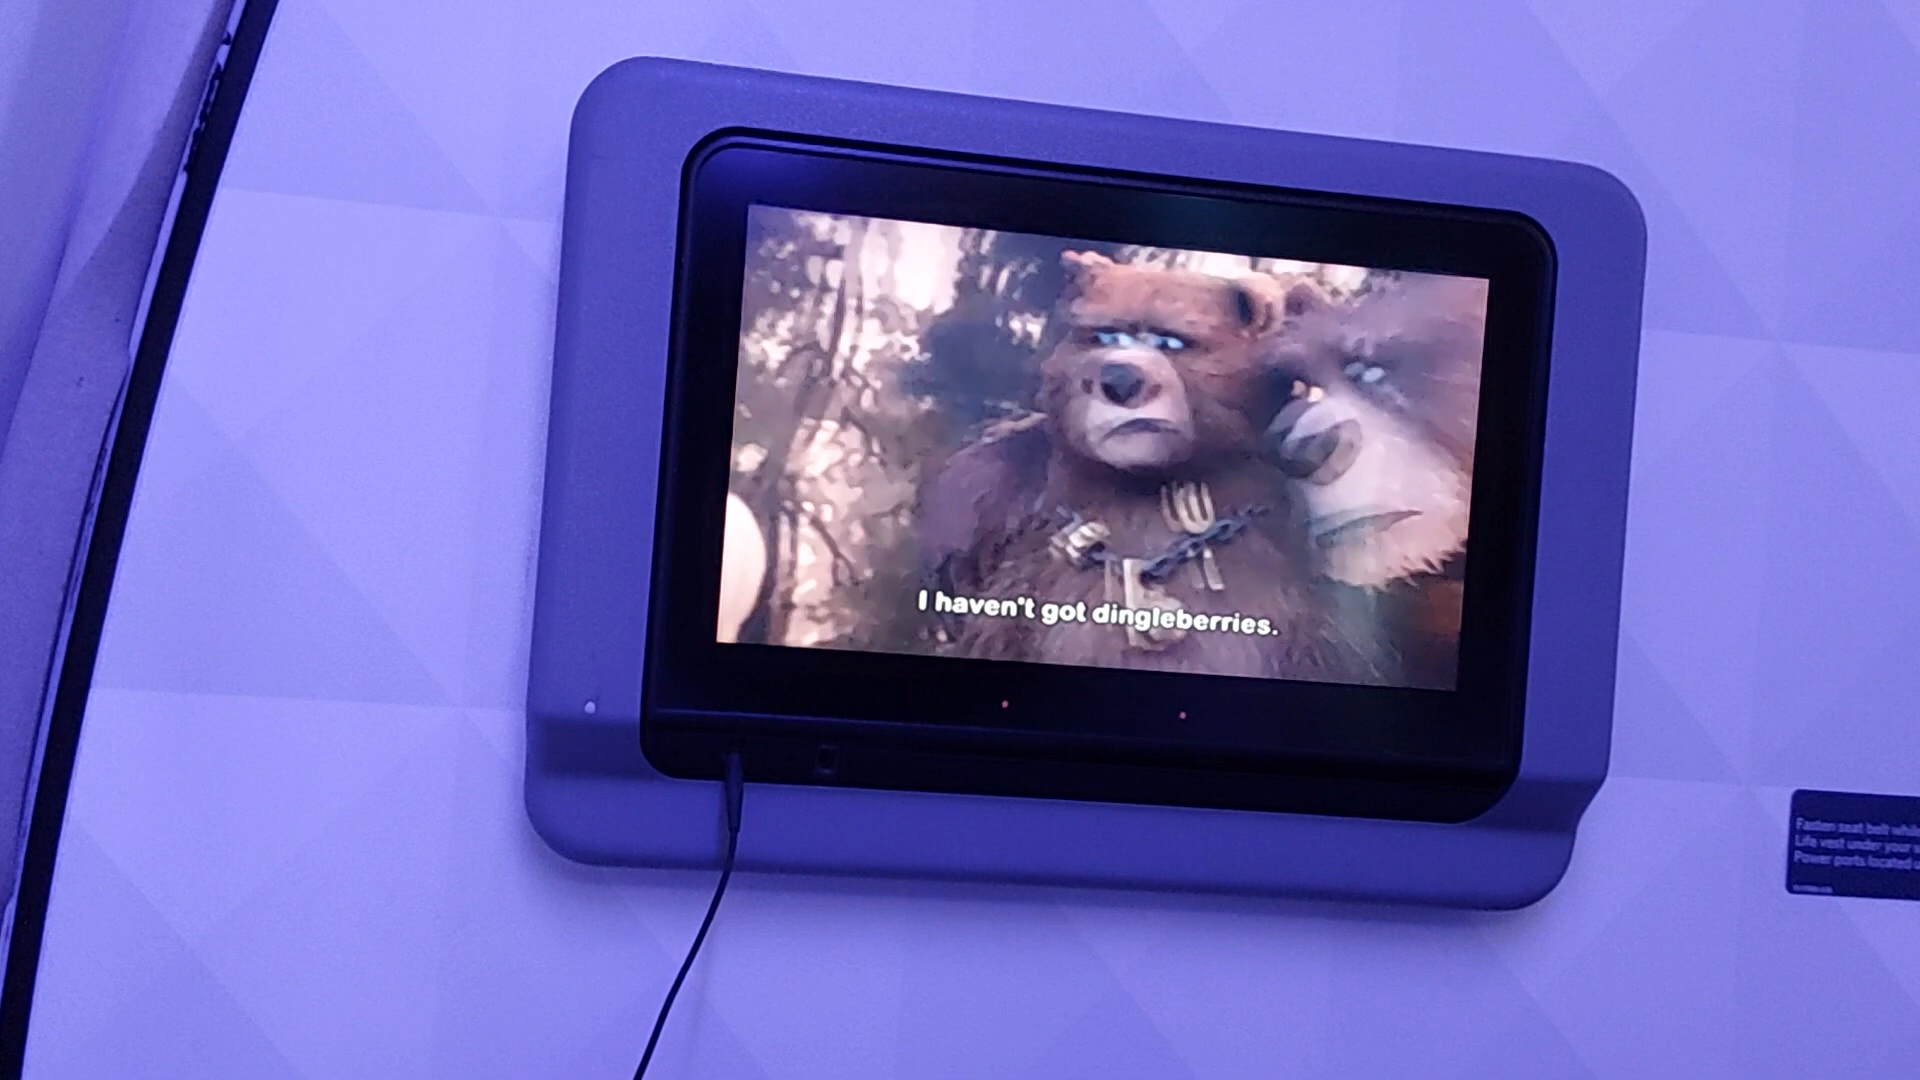 I haven't got dingleberries.
Fasten seat belt while
Life vest under your
Power ports located